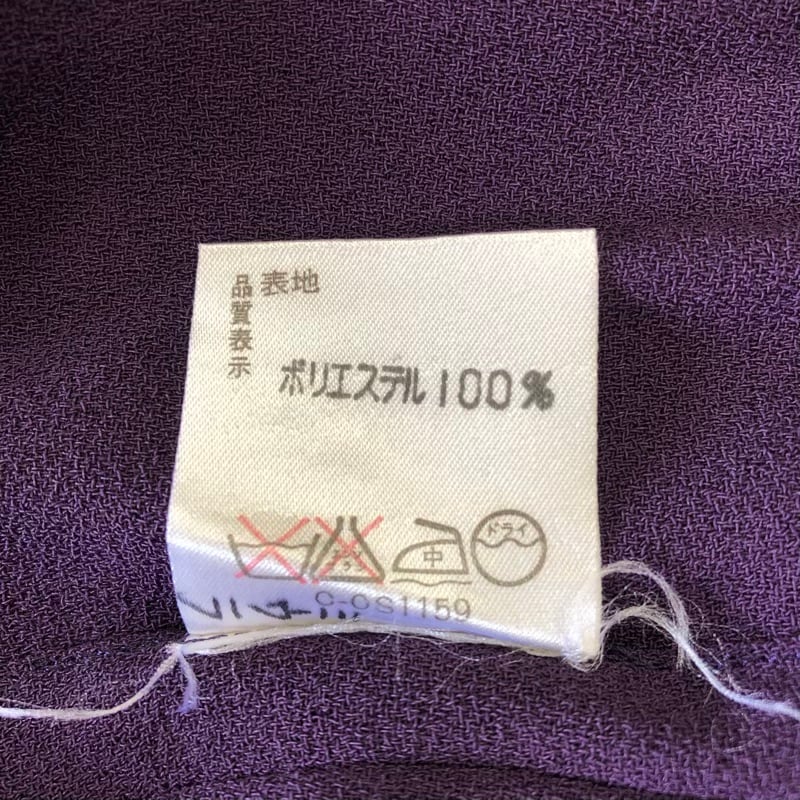 品質表示
表地
ポリエステル100%
中
ドライ
C-OS1159